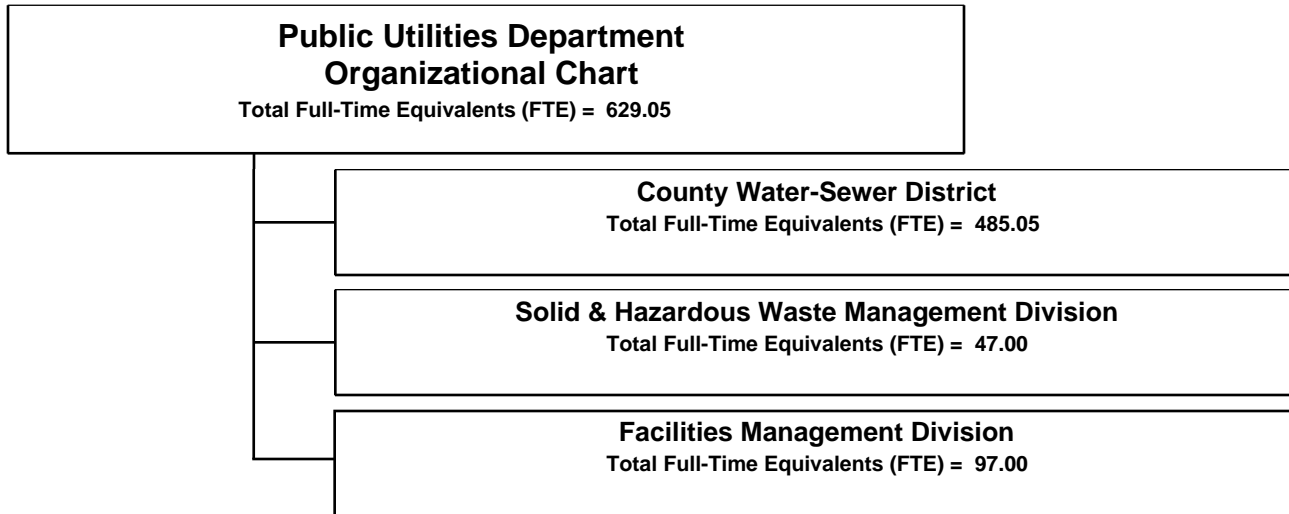 Public Utilities Department
Organizational Chart
Total Full-Time Equivalents (FTE) = 629.05
County Water-Sewer District
Total Full-Time Equivalents (FTE) = 485.05
Solid & Hazardous Waste Management Division
Total Full-Time Equivalents (FTE) = 47.00
Facilities Management Division
Total Full-Time Equivalents (FTE) = 97.00